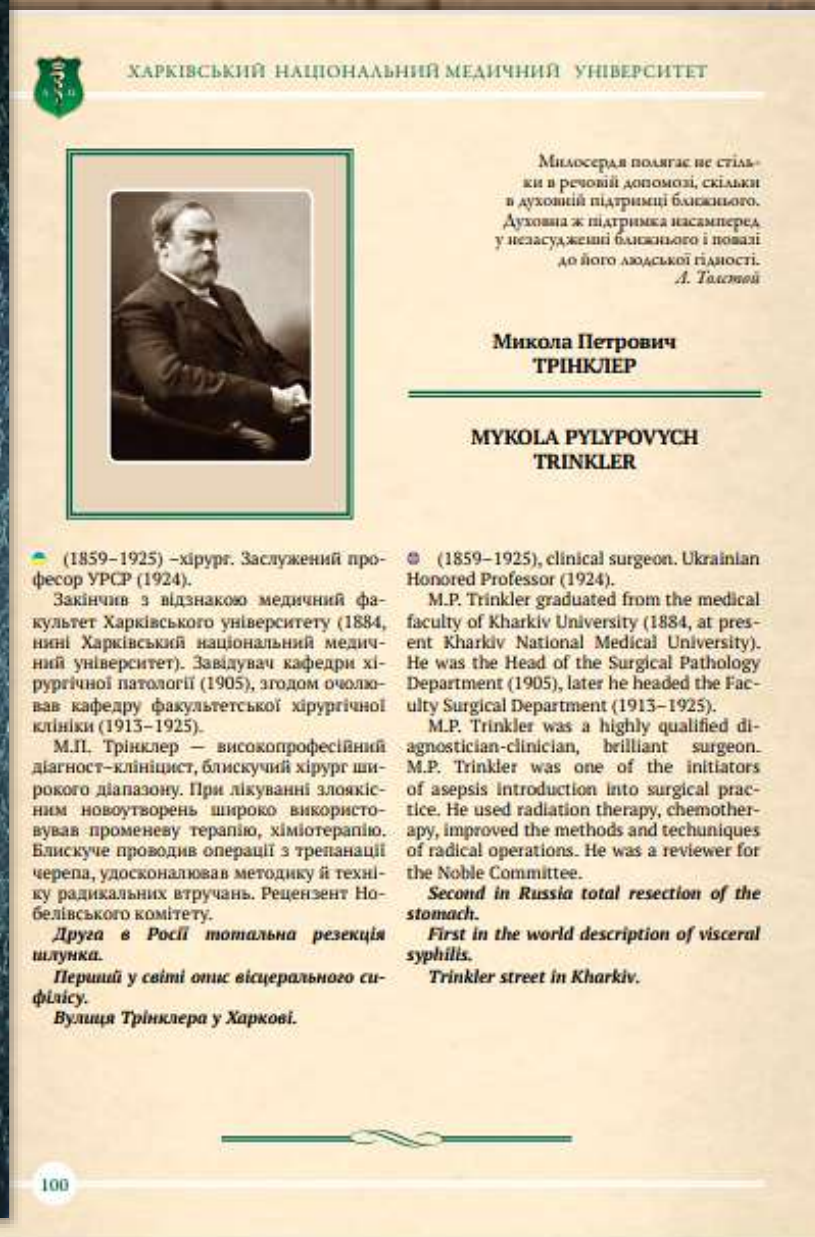 ХАРКІВСЬКИЙ НАЦІОНАЛЬНИЙ МЕДИЧНИЙ УНІВЕРСИТЕТ
Милосердя полягає не стіль-
ки в речовій допомозі, скільки
в духовній підтримці ближнього.
Духовна ж підтримка насамперед
у незасудженні ближнього і повазі
до його людської гідності.
Л. Толстой
Микола Петрович
ТРІНКЛЕР
MYKOLA PYLYPOVYCH
TRINKLER
(1859–1925) –хірург. Заслужений про-
фесор УРСР (1924).
Закінчив з відзнакою медичний фа-
культет Харківського університету (1884,
нині Харківський національний медич-
ний університет). Завідувач кафедри хі-
рургічної патології (1905), згодом очолю-
вав кафедру факультетської хірургічної
клініки (1913–1925).
М.П. Трінклер — високопрофесійний
діагност–клініцист, блискучий хірург ши-
рокого діапазону. При лікуванні злоякіс-
ним новоутворень широко використо-
вував променеву терапію, хіміотерапію.
Блискуче проводив операції з трепанації
черепа, удосконалював методику й техні-
ку радикальних втручань. Рецензент Но-
белівського комітету.
Друга в Росії тотальна резекція
шлунка.
Перший у світі опис вісцерального си-
філісу.
Вулиця Трінклера у Харкові.
(1859–1925), clinical surgeon. Ukrainian
Honored Professor (1924).
M.P. Trinkler graduated from the medical
faculty of Kharkiv University (1884, at pres-
ent Kharkiv National Medical University).
He was the Head of the Surgical Pathology
Department (1905), later he headed the Fac-
ulty Surgical Department (1913–1925).
M.P. Trinkler was a highly qualified di-
agnostician-clinician, brilliant surgeon.
M.P. Trinkler was one of the initiators
of asepsis introduction into surgical prac-
tice. He used radiation therapy, chemother-
apy, improved the methods and techuniques
of radical operations. He was a reviewer for
the Noble Committee.
Second in Russia total resection of the
stomach.
First in the world description of visceral
syphilis.
Trinkler street in Kharkiv.
100